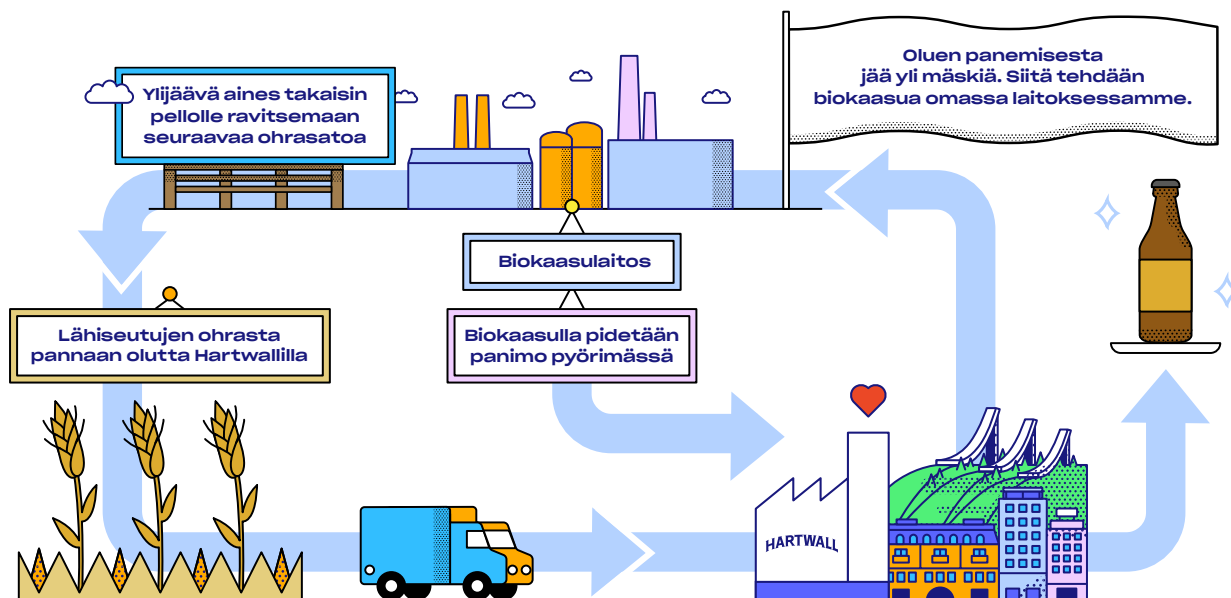 Oluen panemisesta
jää yli mäskiä. Siitä tehdään
biokaasua omassa laitoksessamme.
Ylijäävä aines takaisin
pellolle ravitsemaan
seuraavaa ohrasatoa
Biokaasulaitos
Biokaasulla pidetään
panimo pyörimässä
Lähiseutujen ohrasta
pannaan olutta Hartwallilla
HARTWALL